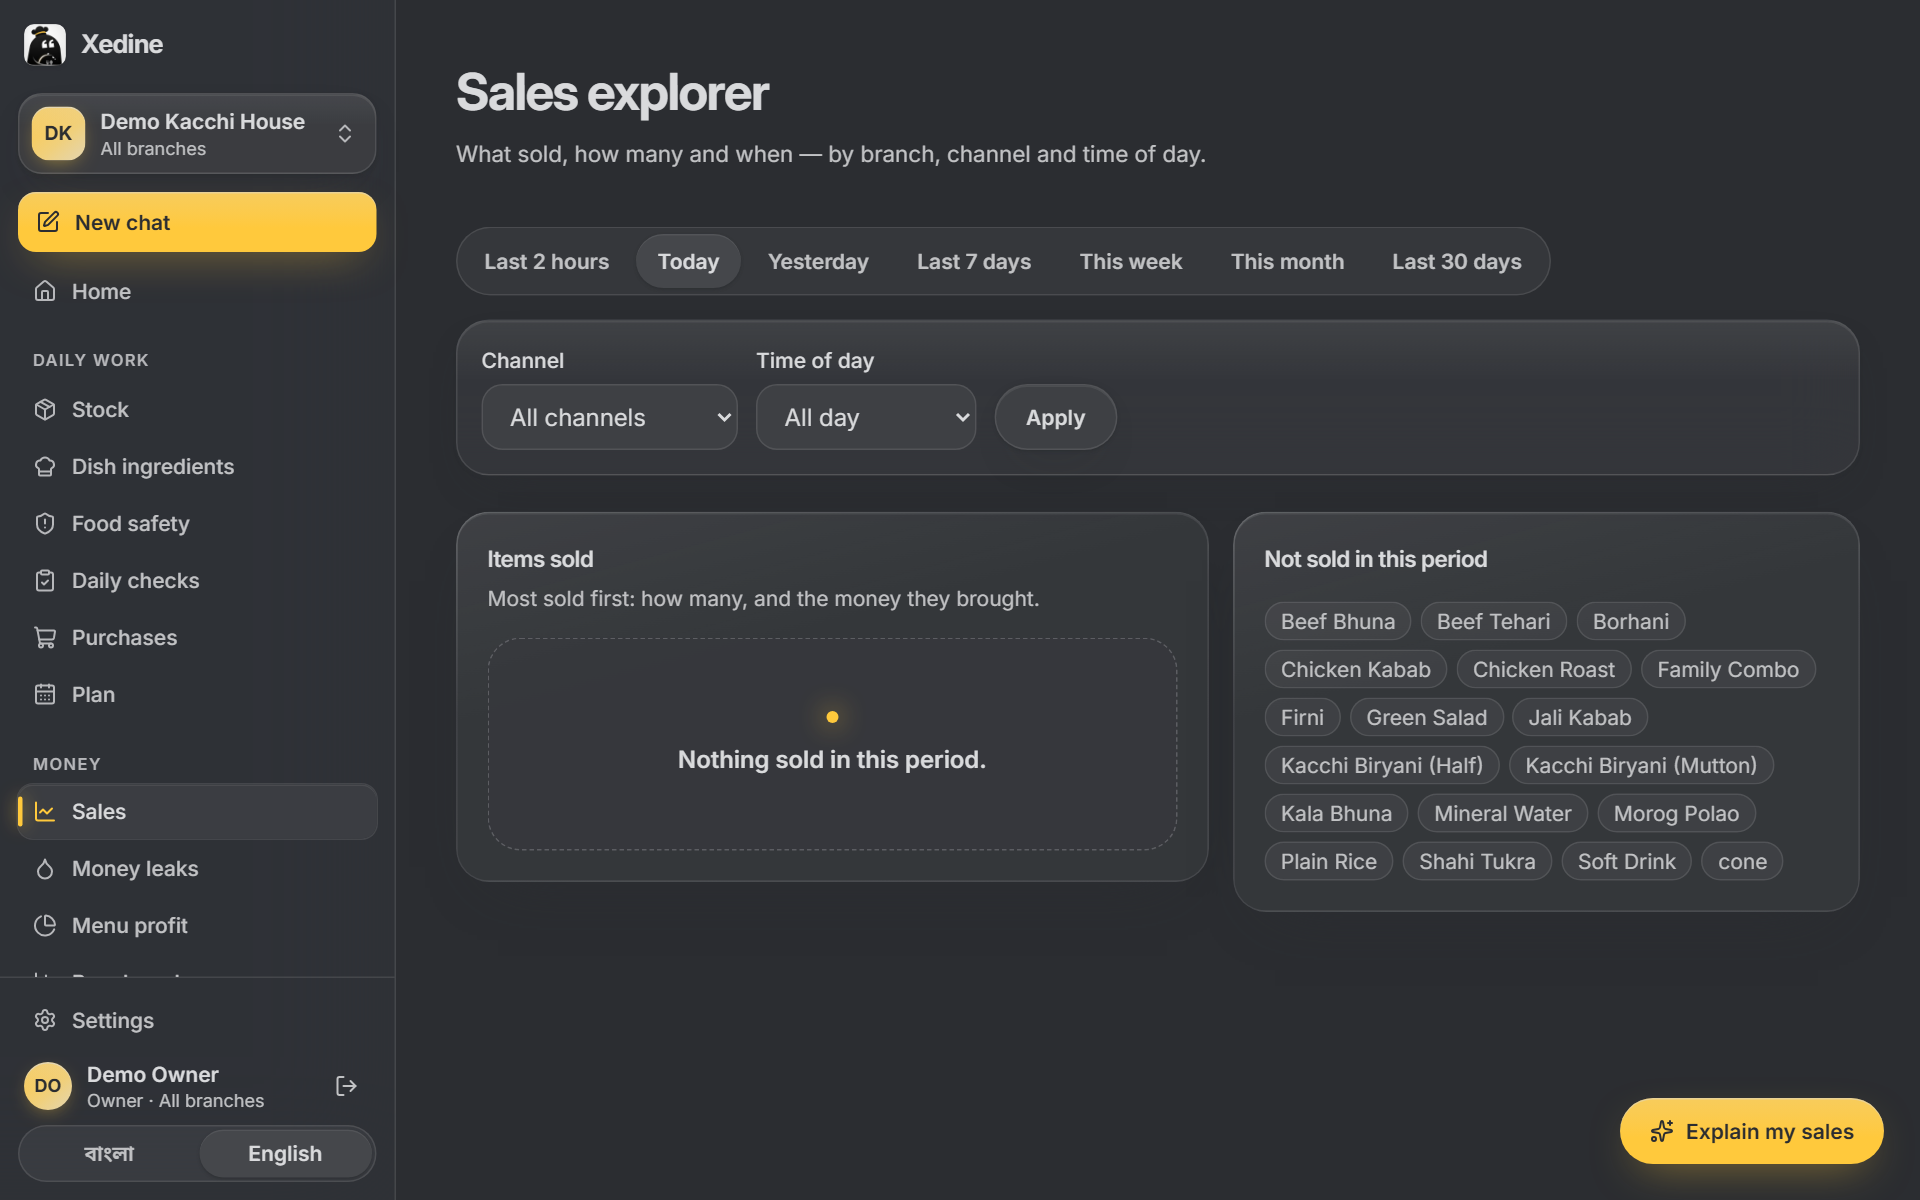 Xedine
DK
Demo Kacchi House
All branches
New chat
Home
DAILY WORK
Stock
Dish ingredients
Food safety
Daily checks
Purchases
Plan
MONEY
Sales
Money leaks
Menu profit
Settings
DO
Demo Owner
Owner · All branches
বাংলা English
Sales explorer
What sold, how many and when — by branch, channel and time of day.
Last 2 hours Today Yesterday Last 7 days This week This month Last 30 days
Channel Time of day
All channels All day Apply
Items sold
Most sold first: how many, and the money they brought.
Nothing sold in this period.
Not sold in this period
Beef Bhuna Beef Tehari Borhani
Chicken Kabab Chicken Roast Family Combo
Firni Green Salad Jali Kabab
Kacchi Biryani (Half) Kacchi Biryani (Mutton)
Kala Bhuna Mineral Water Morog Polao
Plain Rice Shahi Tukra Soft Drink cone
Explain my sales